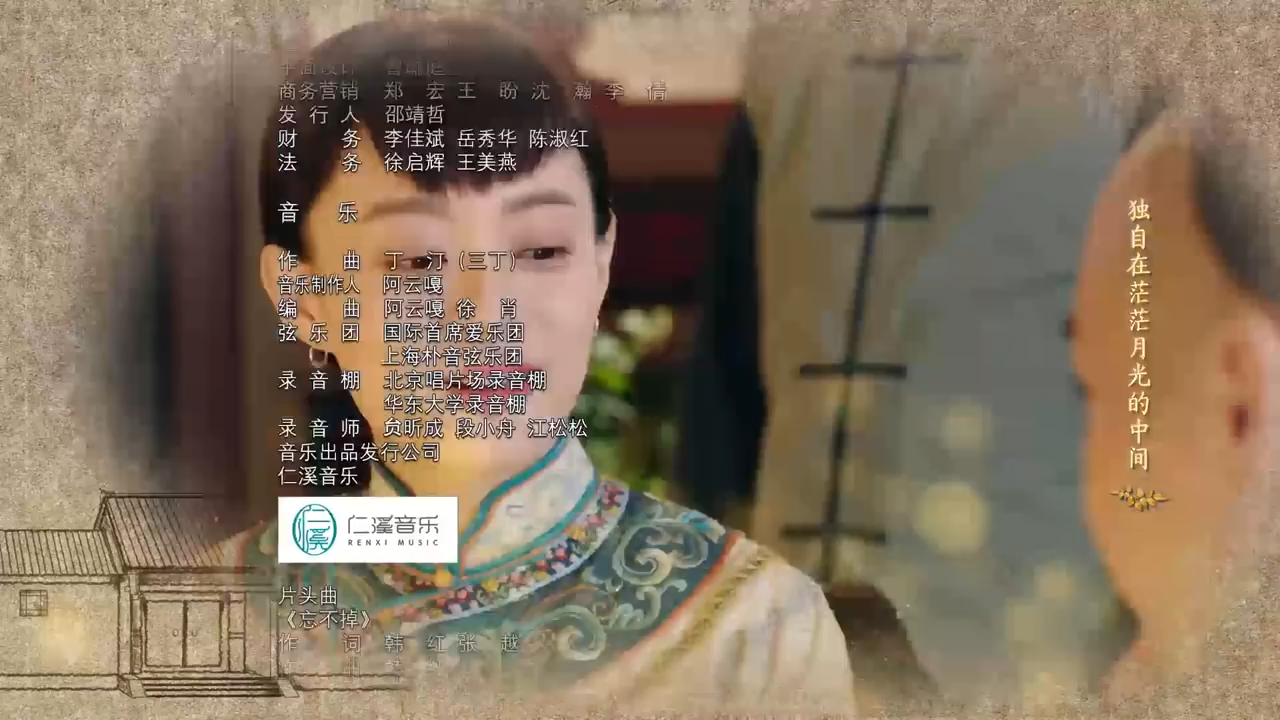 商务营销 郑宏 王盼 沈瀚 李倩
发行人 邵靖哲
财务 李佳斌 岳秀华 陈淑红
法务 徐启辉 王美燕
音乐
作曲 丁汀（三丁）
音乐制作人 阿云嘎
编曲 阿云嘎 徐肖
弦乐团 国际首席爱乐团
上海朴音弦乐团
录音棚 北京唱片场录音棚
华东大学录音棚
录音师 贠昕成 段小舟 江松松
音乐出品发行公司
仁溪音乐
仁溪音乐
RENXI MUSIC
片头曲
《忘不掉》
作词 韩红 张越
独自在茫茫月光的中间